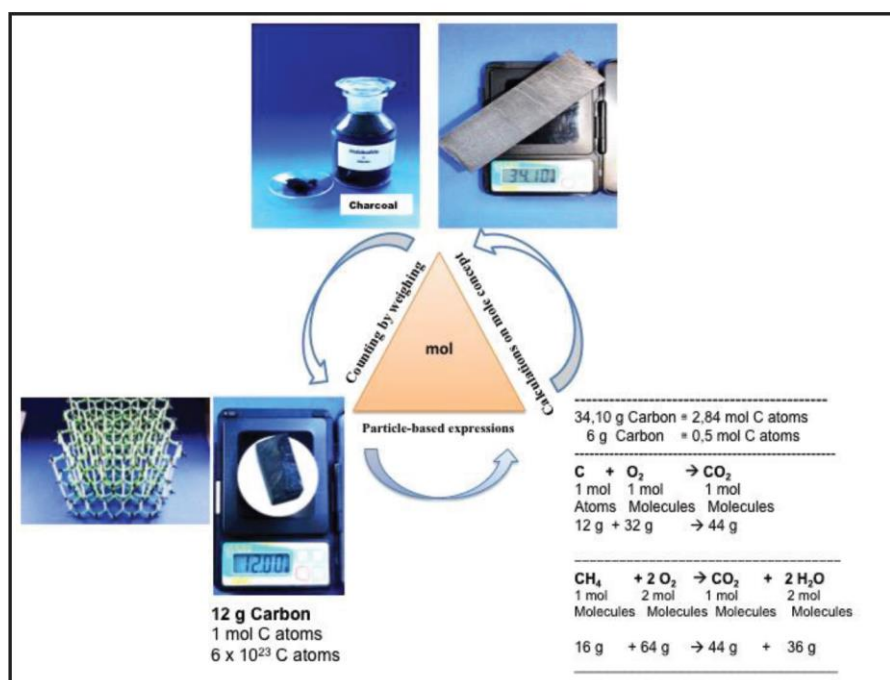 Charcoal
34.10
Counting by weighing
Calculations on mole concept
mol
Particle-based expressions
12.00
12 g Carbon
1 mol C atoms
6 x 10²³ C atoms
34,10 g Carbon ≡ 2,84 mol C atoms
6 g Carbon ≡ 0,5 mol C atoms
C + O₂ → CO₂
1 mol 1 mol 1 mol
Atoms Molecules Molecules
12 g + 32 g → 44 g
CH₄ + 2 O₂ → CO₂ + 2 H₂O
1 mol 2 mol 1 mol 2 mol
Molecules Molecules Molecules Molecules
16 g + 64 g → 44 g + 36 g